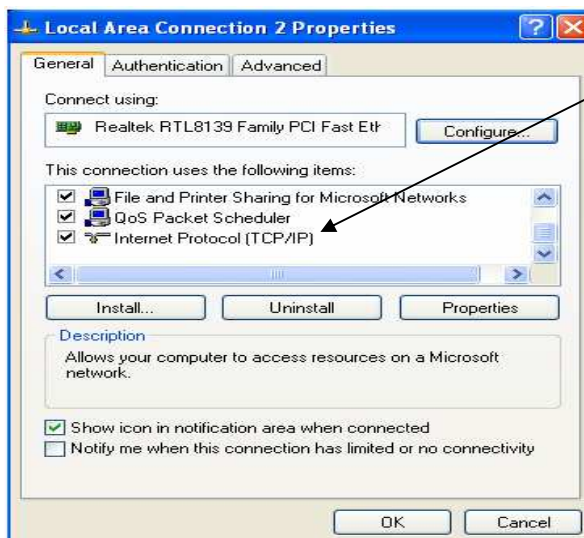 Local Area Connection 2 Properties
General Authentication Advanced
Connect using:
Realtek RTL8139 Family PCI Fast Eth
Configure...
This connection uses the following items:
File and Printer Sharing for Microsoft Networks
QoS Packet Scheduler
Internet Protocol (TCP/IP)
Install... Uninstall Properties
Description
Allows your computer to access resources on a Microsoft
network.
Show icon in notification area when connected
Notify me when this connection has limited or no connectivity
OK Cancel